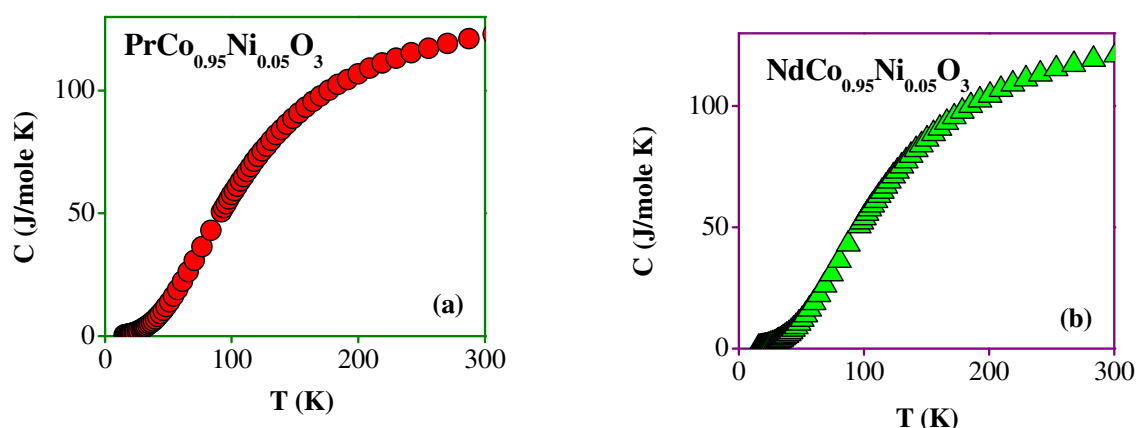 PrCo0.95Ni0.05O3
C (J/mole K)
100
50
0
(a)
0 100 200 300
T (K)
NdCo0.95Ni0.05O3
C (J/mole K)
100
50
0
(b)
0 100 200 300
T (K)